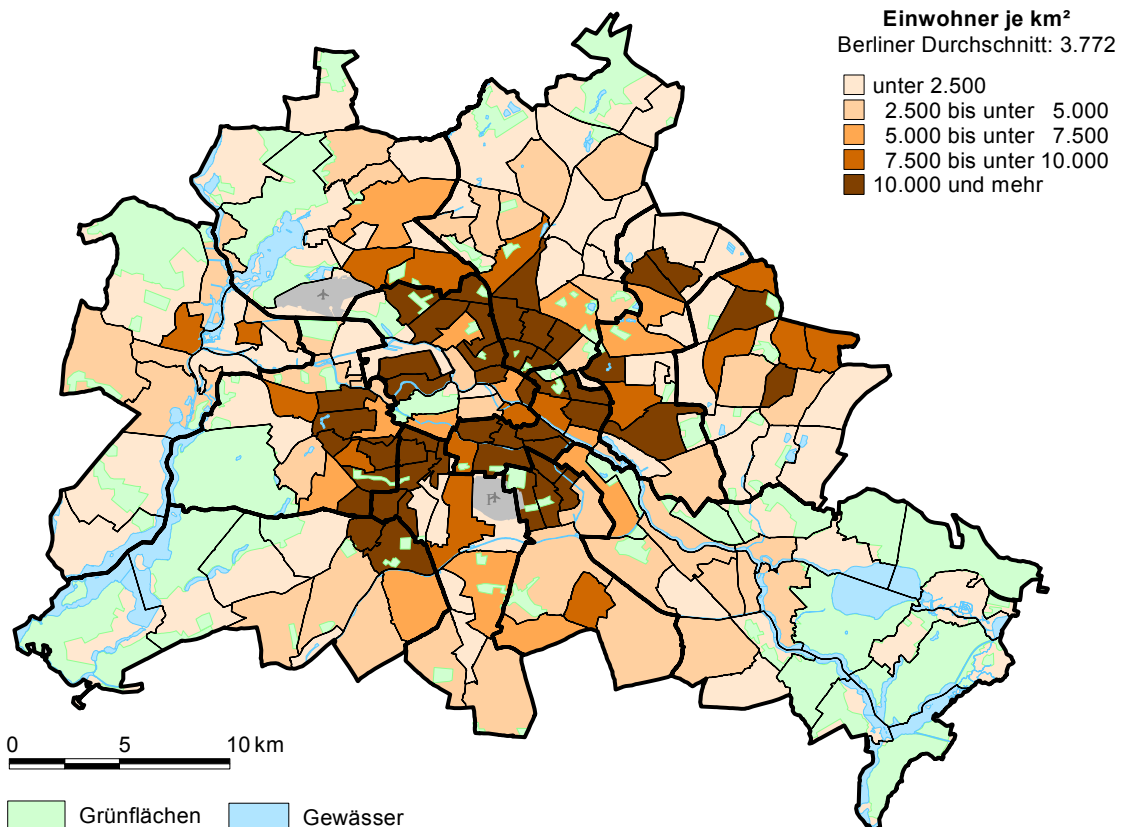 Einwohner je km²
Berliner Durchschnitt: 3.772
unter 2.500
2.500 bis unter 5.000
5.000 bis unter 7.500
7.500 bis unter 10.000
10.000 und mehr
0 5 10 km
Grünflächen Gewässer